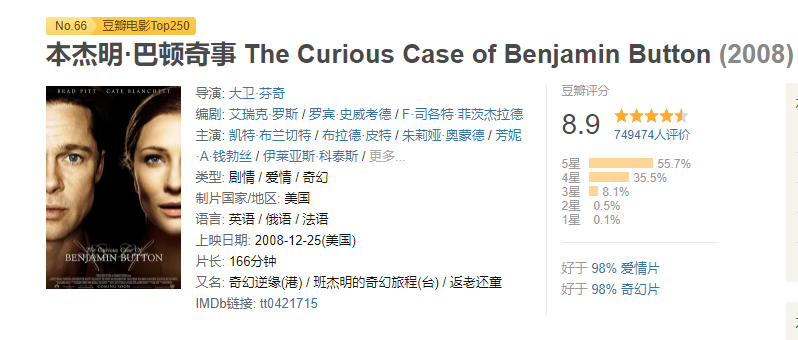 No.66 豆瓣电影Top250
本杰明·巴顿奇事 The Curious Case of Benjamin Button (2008)
BRAD PITT CATE BLANCHETT
The Curious Case Of
BENJAMIN BUTTON
COMING SOON
导演: 大卫·芬奇
编剧: 艾瑞克·罗斯 / 罗宾·史威考德 / F·司各特·菲茨杰拉德
主演: 凯特·布兰切特 / 布拉德·皮特 / 朱莉娅·奥蒙德 / 芳妮
·A·钱勃丝 / 伊莱亚斯·科泰斯 / 更多...
类型: 剧情 / 爱情 / 奇幻
制片国家/地区: 美国
语言: 英语 / 俄语 / 法语
上映日期: 2008-12-25(美国)
片长: 166分钟
又名: 奇幻逆缘(港) / 班杰明的奇幻旅程(台) / 返老还童
IMDb链接: tt0421715
豆瓣评分
8.9
749474人评价
5星 55.7%
4星 35.5%
3星 8.1%
2星 0.5%
1星 0.1%
好于 98% 爱情片
好于 98% 奇幻片